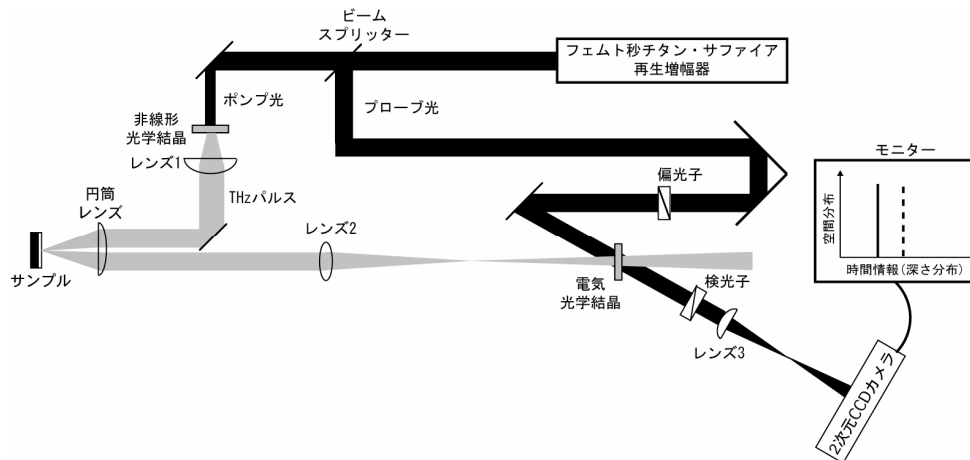 ビーム
スプリッター
フェムト秒チタン・サファイア
再生増幅器
ポンプ光
プローブ光
非線形
光学結晶
レンズ1
モニター
偏光子
円筒
レンズ
THzパルス
レンズ2
空間分布
時間情報(深さ分布)
サンプル
電気
光学結晶
検光子
レンズ3
2次元CCDカメラ